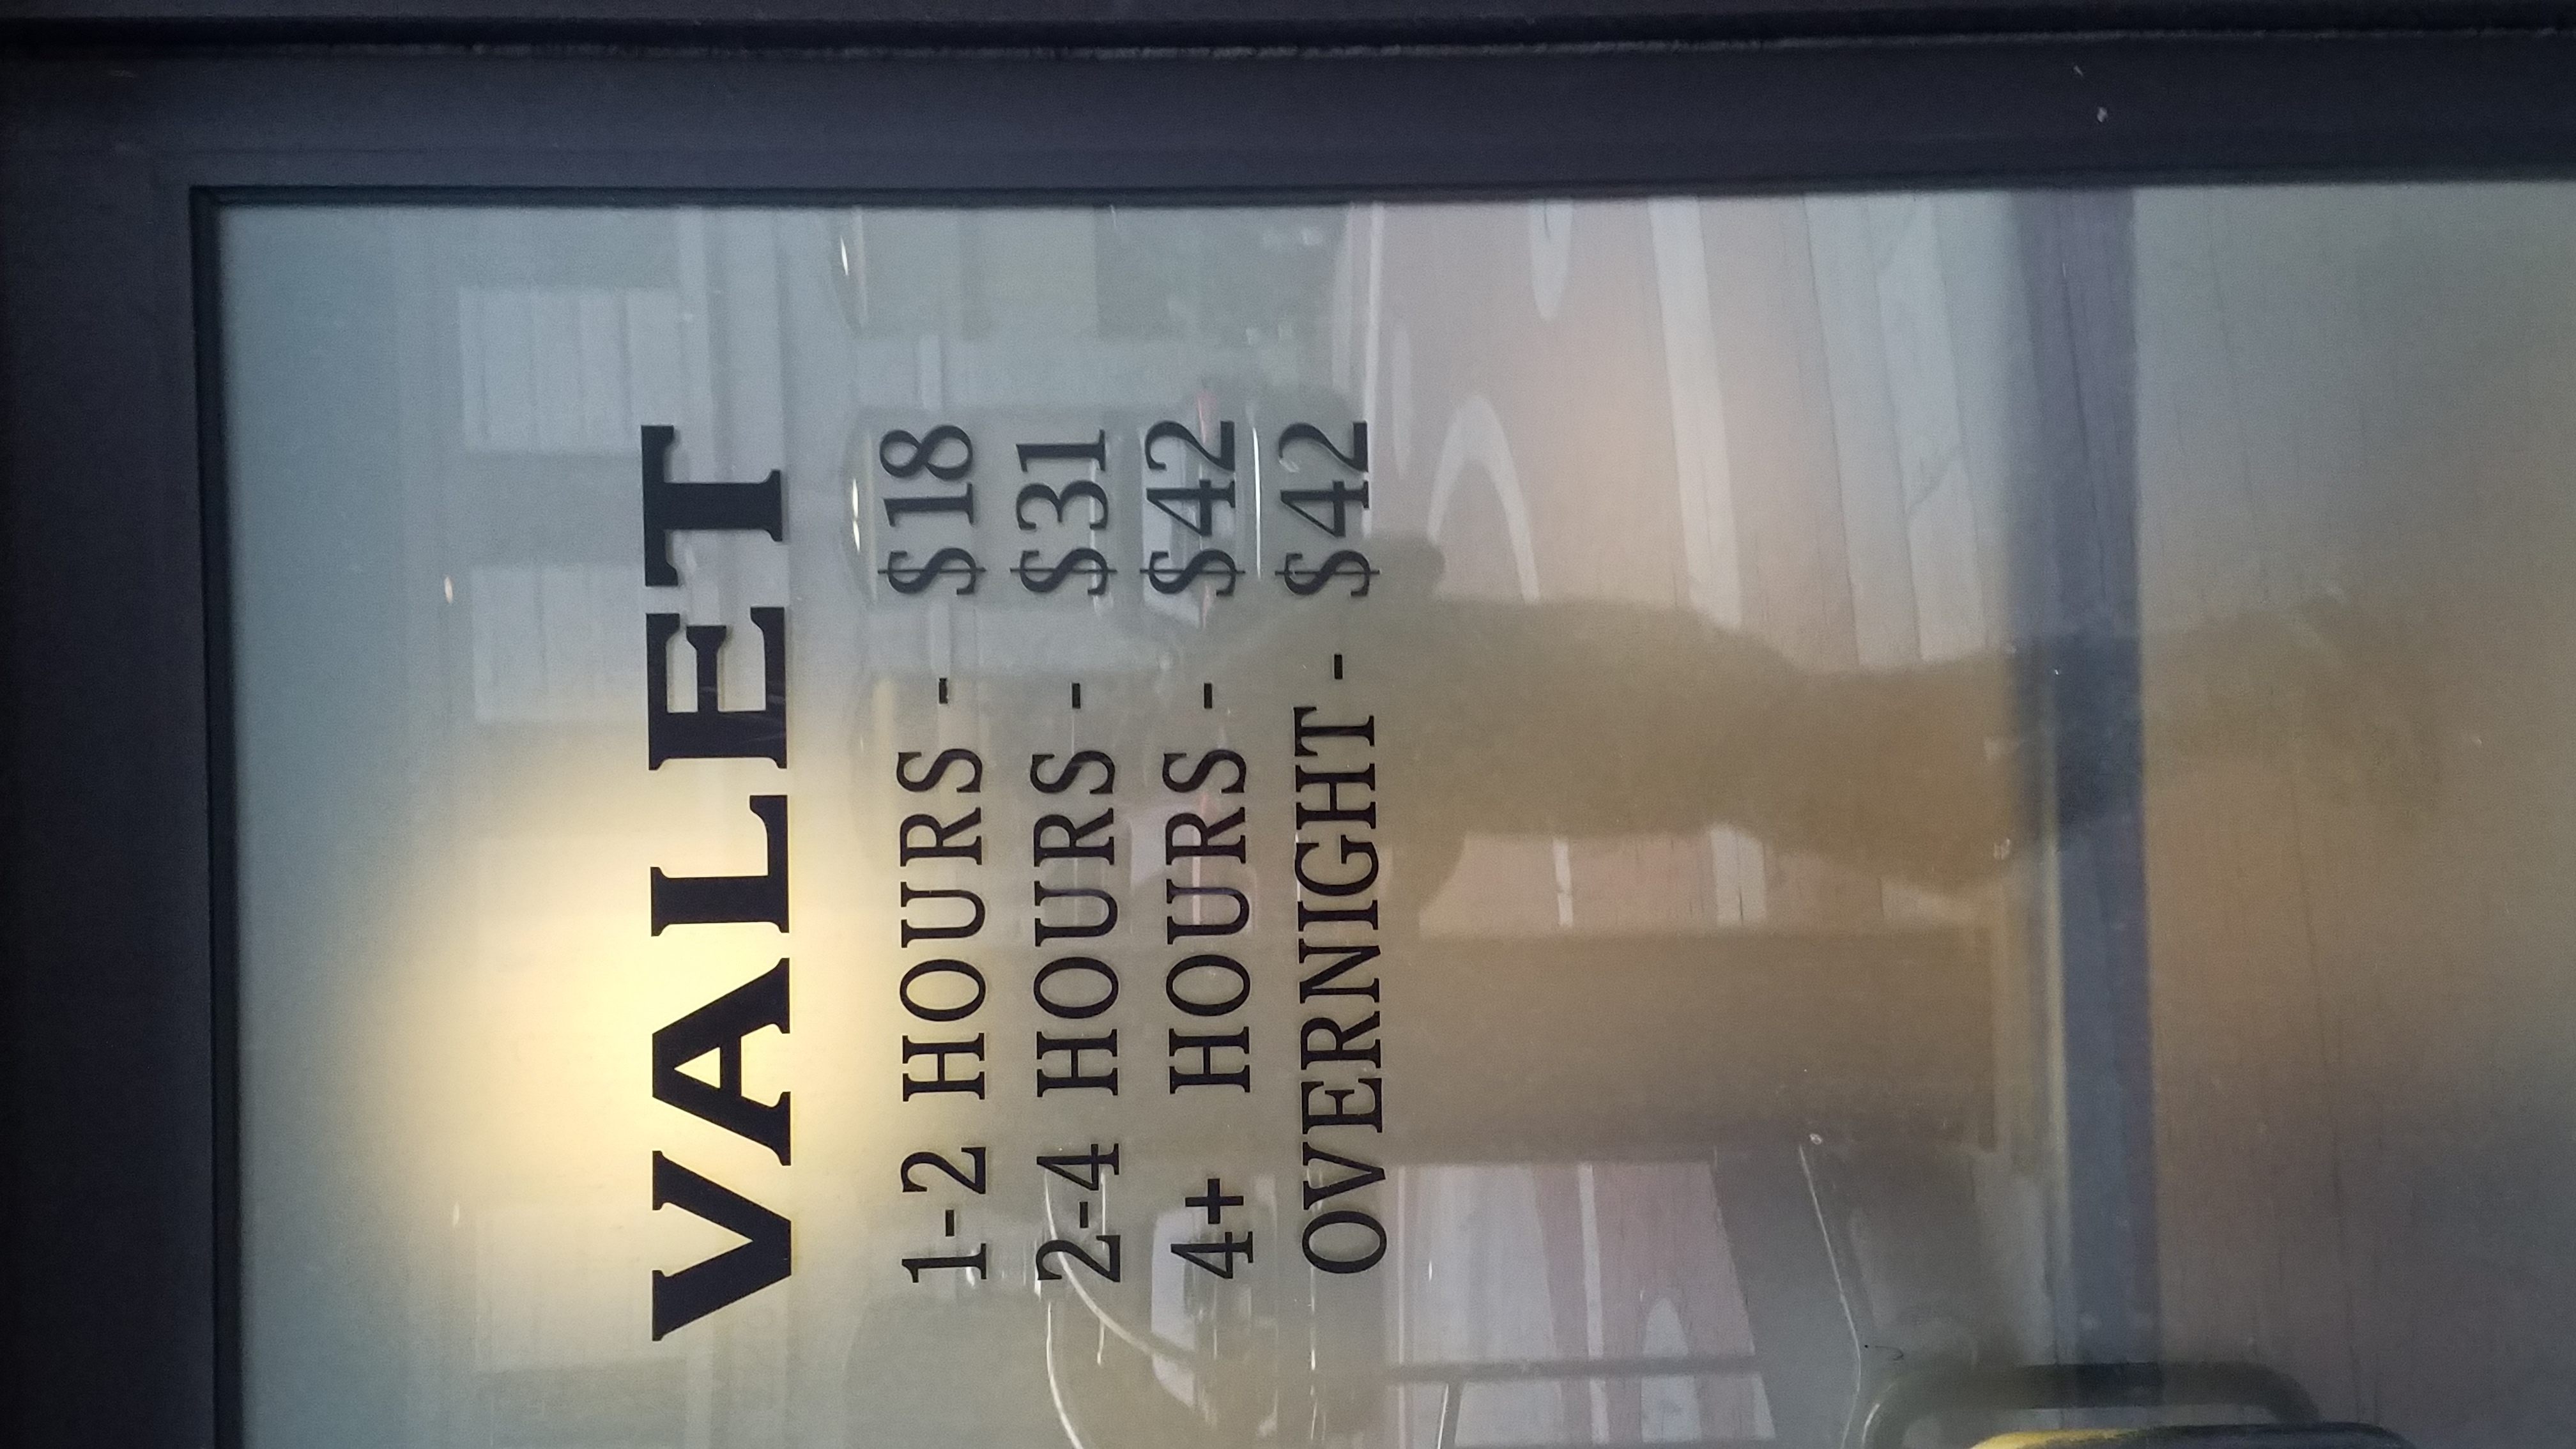 VALET
1-2 HOURS - $18
2-4 HOURS - $31
4+ HOURS - $42
OVERNIGHT - $42